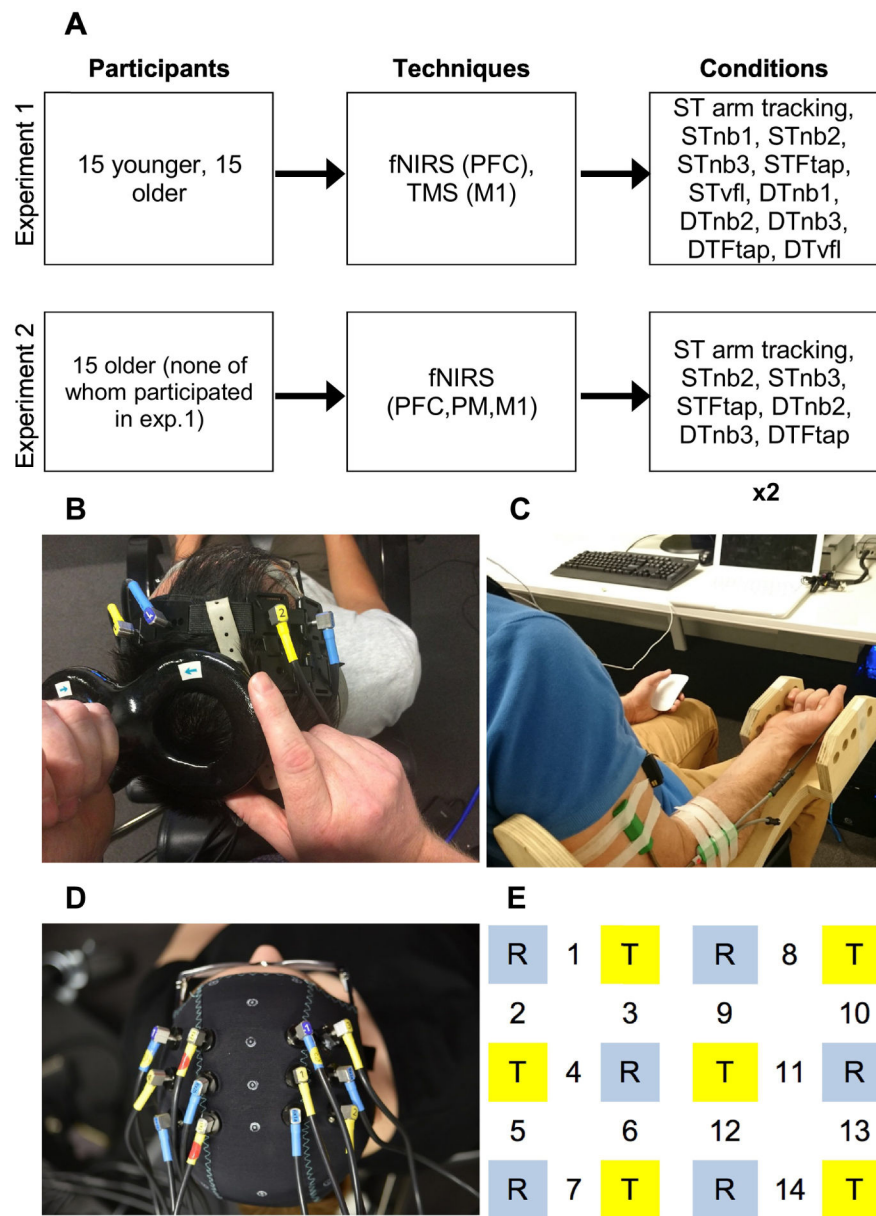 A
Participants Techniques Conditions
Experiment 1
15 younger, 15
older
fNIRS (PFC),
TMS (M1)
ST arm tracking,
STnb1, STnb2,
STnb3, STFtap,
STvfl, DTnb1,
DTnb2, DTnb3,
DTFtap, DTvfl
Experiment 2
15 older (none of
whom participated
in exp.1)
fNIRS
(PFC,PM,M1)
ST arm tracking,
STnb2, STnb3,
STFtap, DTnb2,
DTnb3, DTFtap
x2
B
2
C
D
E
R 1 T R 8 T
2 3 9 10
T 4 R T 11 R
5 6 12 13
R 7 T R 14 T